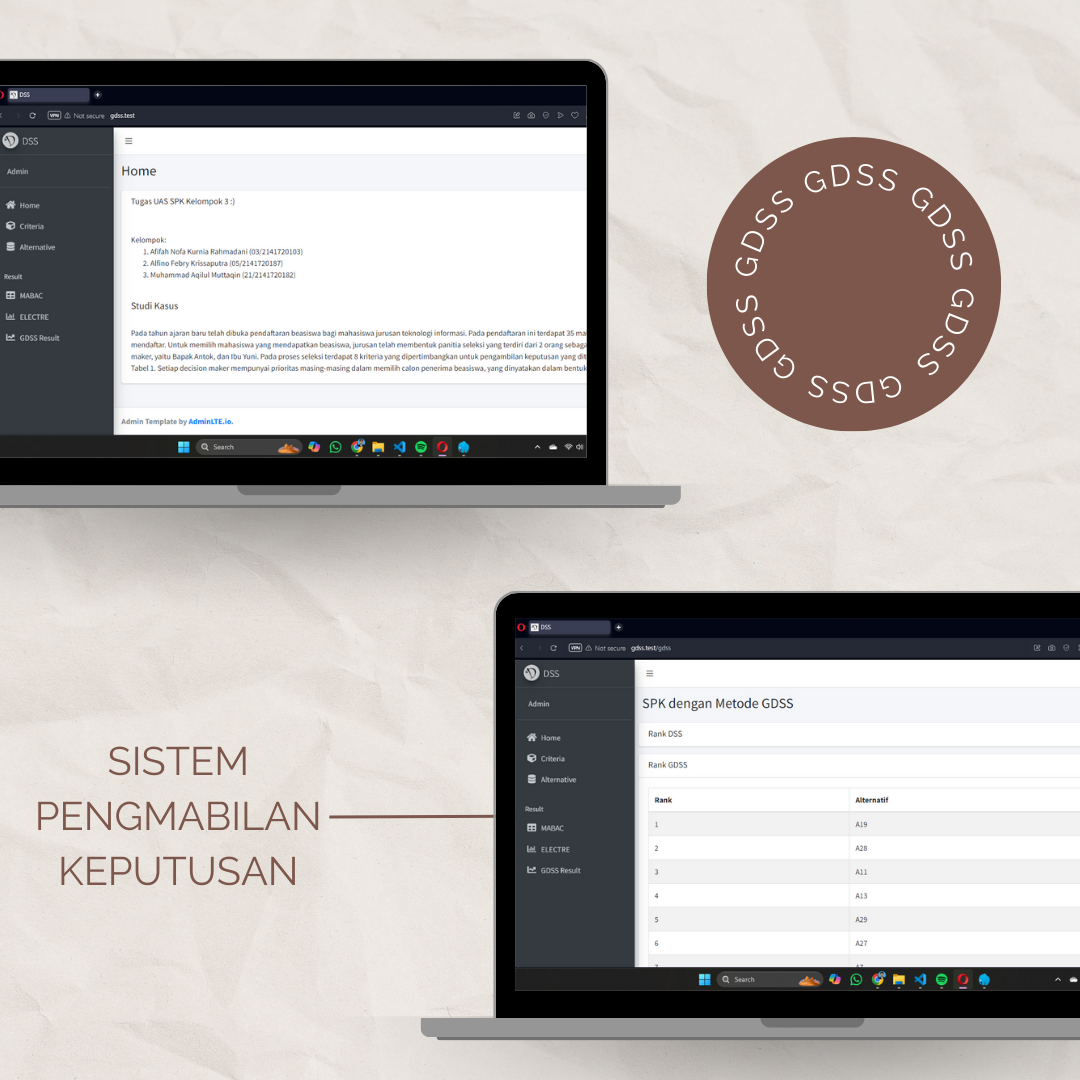 DSS
Not secure gdss.test
DSS
Admin
Home
Criteria
Alternative
Result
MABAC
ELECTRE
GDSS Result
Home
Tugas UAS SPK Kelompok 3 :)
Kelompok:
1. Afifah Nofa Kurnia Rahmadani (03/2141720103)
2. Alfino Febry Krissaputra (05/2141720187)
3. Muhammad Aqilul Muttaqin (21/2141720182)
Studi Kasus
Pada tahun ajaran baru telah dibuka pendaftaran beasiswa bagi mahasiswa jurusan teknologi informasi. Pada pendaftaran ini terdapat 35 ma
mendaftar. Untuk memilih mahasiswa yang mendapatkan beasiswa, jurusan telah membentuk panitia seleksi yang terdiri dari 2 orang sebaga
maker, yaitu Bapak Antok, dan Ibu Yuni. Pada proses seleksi terdapat 8 kriteria yang dipertimbangkan untuk pengambilan keputusan yang dit
Tabel 1. Setiap decision maker mempunyai prioritas masing-masing dalam memilih calon penerima beasiswa, yang dinyatakan dalam bentuk
Admin Template by AdminLTE.io.
Search
GDSS GDSS GDSS GDSS GDSS GDSS GDSS
SISTEM
PENGMABILAN
KEPUTUSAN
DSS
VPN Not secure gdss.test/gdss
DSS
Admin
Home
Criteria
Alternative
Result
MABAC
ELECTRE
GDSS Result
SPK dengan Metode GDSS
Rank DSS
Rank GDSS
Rank Alternatif
1 A19
2 A28
3 A11
4 A13
5 A29
6 A27
Search